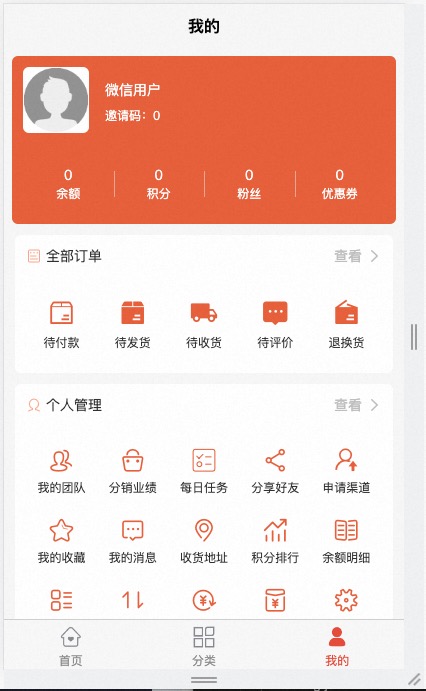 我的
微信用户
邀请码：0
0 0 0 0
余额 积分 粉丝 优惠券
全部订单 查看
待付款 待发货 待收货 待评价 退换货
个人管理 查看
我的团队 分销业绩 每日任务 分享好友 申请渠道
我的收藏 我的消息 收货地址 积分排行 余额明细
首页 分类 我的